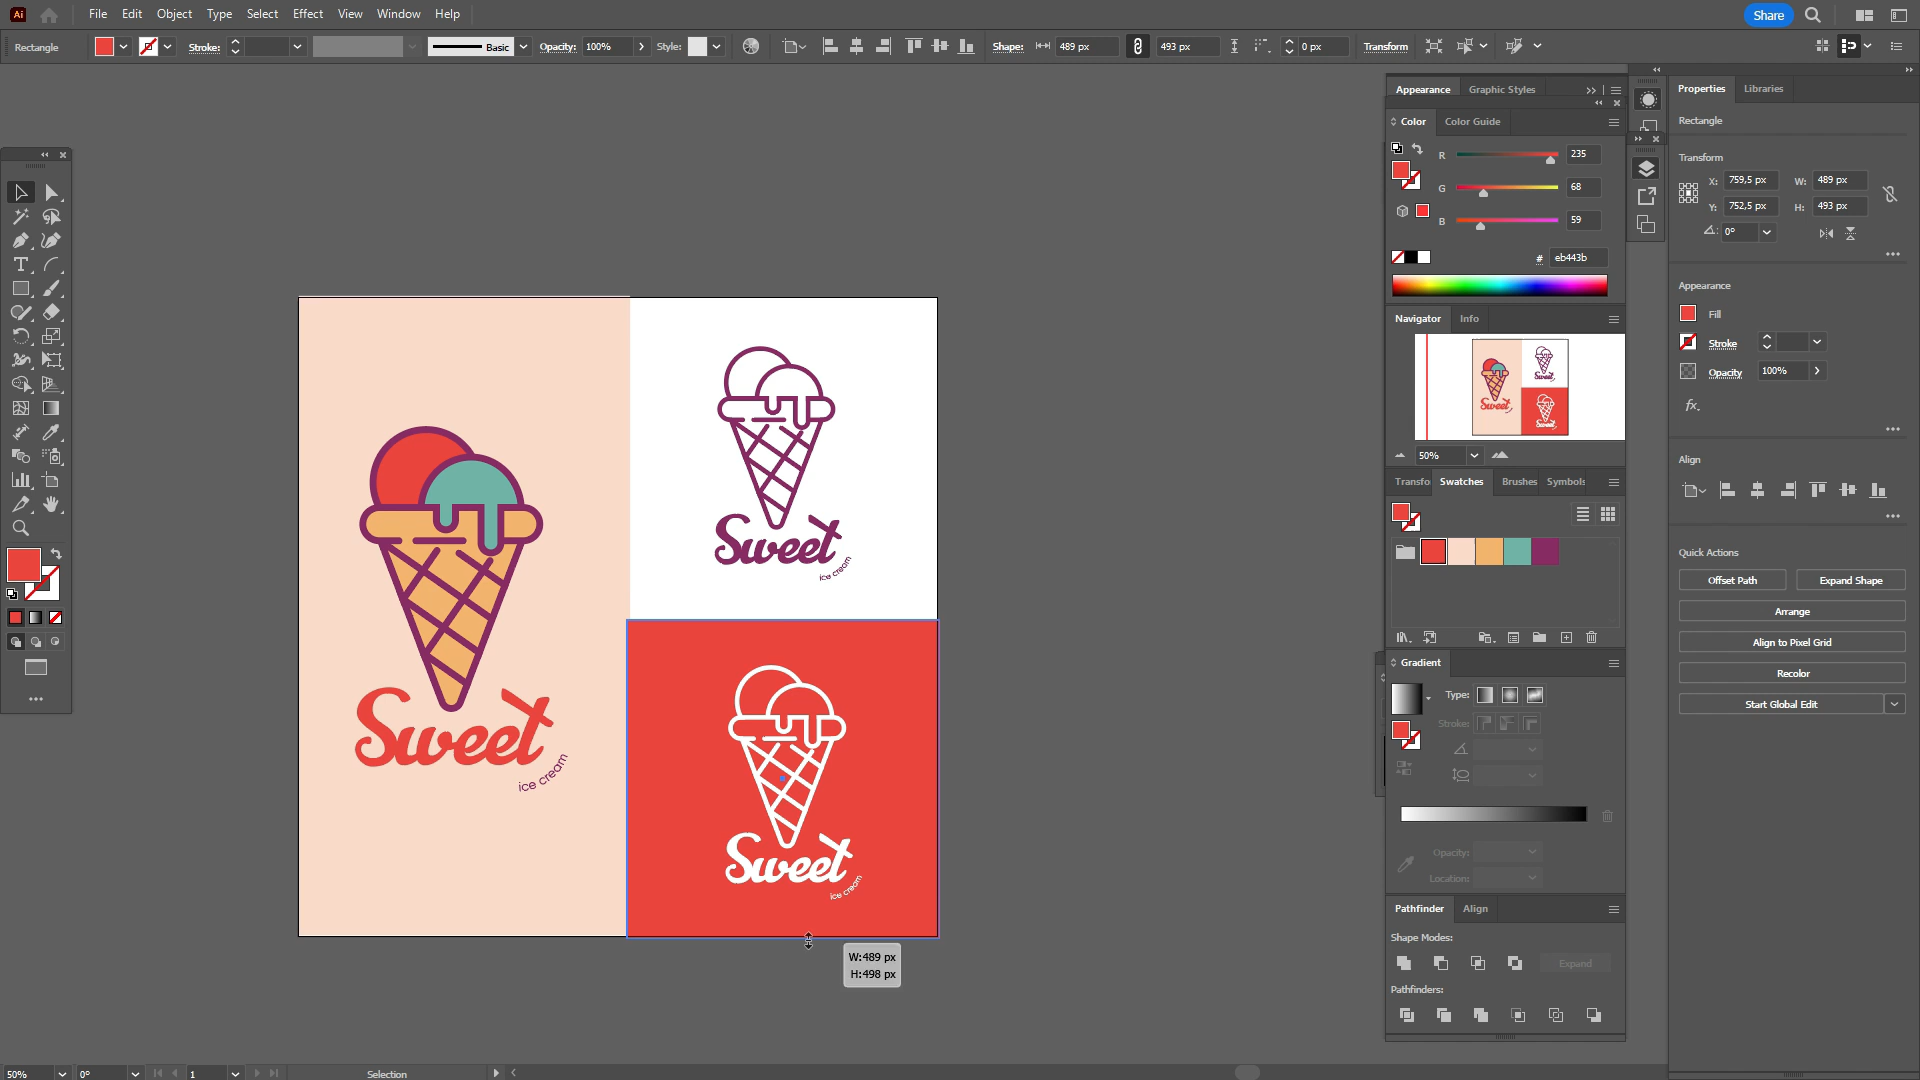 Ai File Edit Object Type Select Effect View Window Help Share
Rectangle Stroke: Basic Opacity: 100% Style: Shape: 489 px 493 px 0 px Transform
Appearance Graphic Styles
Color Color Guide
R 235
G 68
B 59
# eb443b
Navigator Info
Sweet
Sweet
Sweet
50%
Transfo Swatches Brushes Symbols
Gradient
Type:
Stroke:
Opacity:
Location:
Pathfinder Align
Shape Modes:
Expand
Pathfinders:
Properties Libraries
Rectangle
Transform
X: 759,5 px W: 489 px
Y: 752,5 px H: 493 px
0°
Appearance
Fill
Stroke
Opacity 100%
fx.
Align
Quick Actions
Offset Path Expand Shape
Arrange
Align to Pixel Grid
Recolor
Start Global Edit
Sweet
ice cream
Sweet
ice cream
Sweet
ice cream
W:489 px
H:498 px
50% 0° 1 Selection